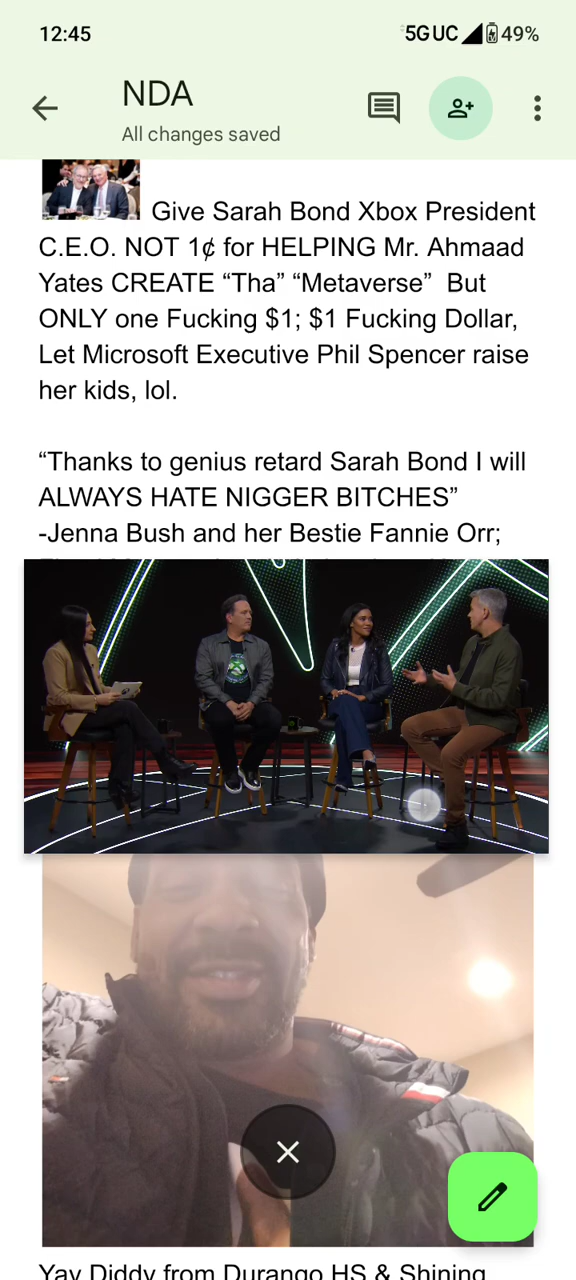 12:45
5G UC
49%
NDA
All changes saved
Give Sarah Bond Xbox President
C.E.O. NOT 1¢ for HELPING Mr. Ahmaad
Yates CREATE “Tha” “Metaverse”  But
ONLY one Fucking $1; $1 Fucking Dollar,
Let Microsoft Executive Phil Spencer raise
her kids, lol.
“Thanks to genius retard Sarah Bond I will
ALWAYS HATE NIGGER BITCHES”
-Jenna Bush and her Bestie Fannie Orr;
Yay Diddy from Durango HS & Shining